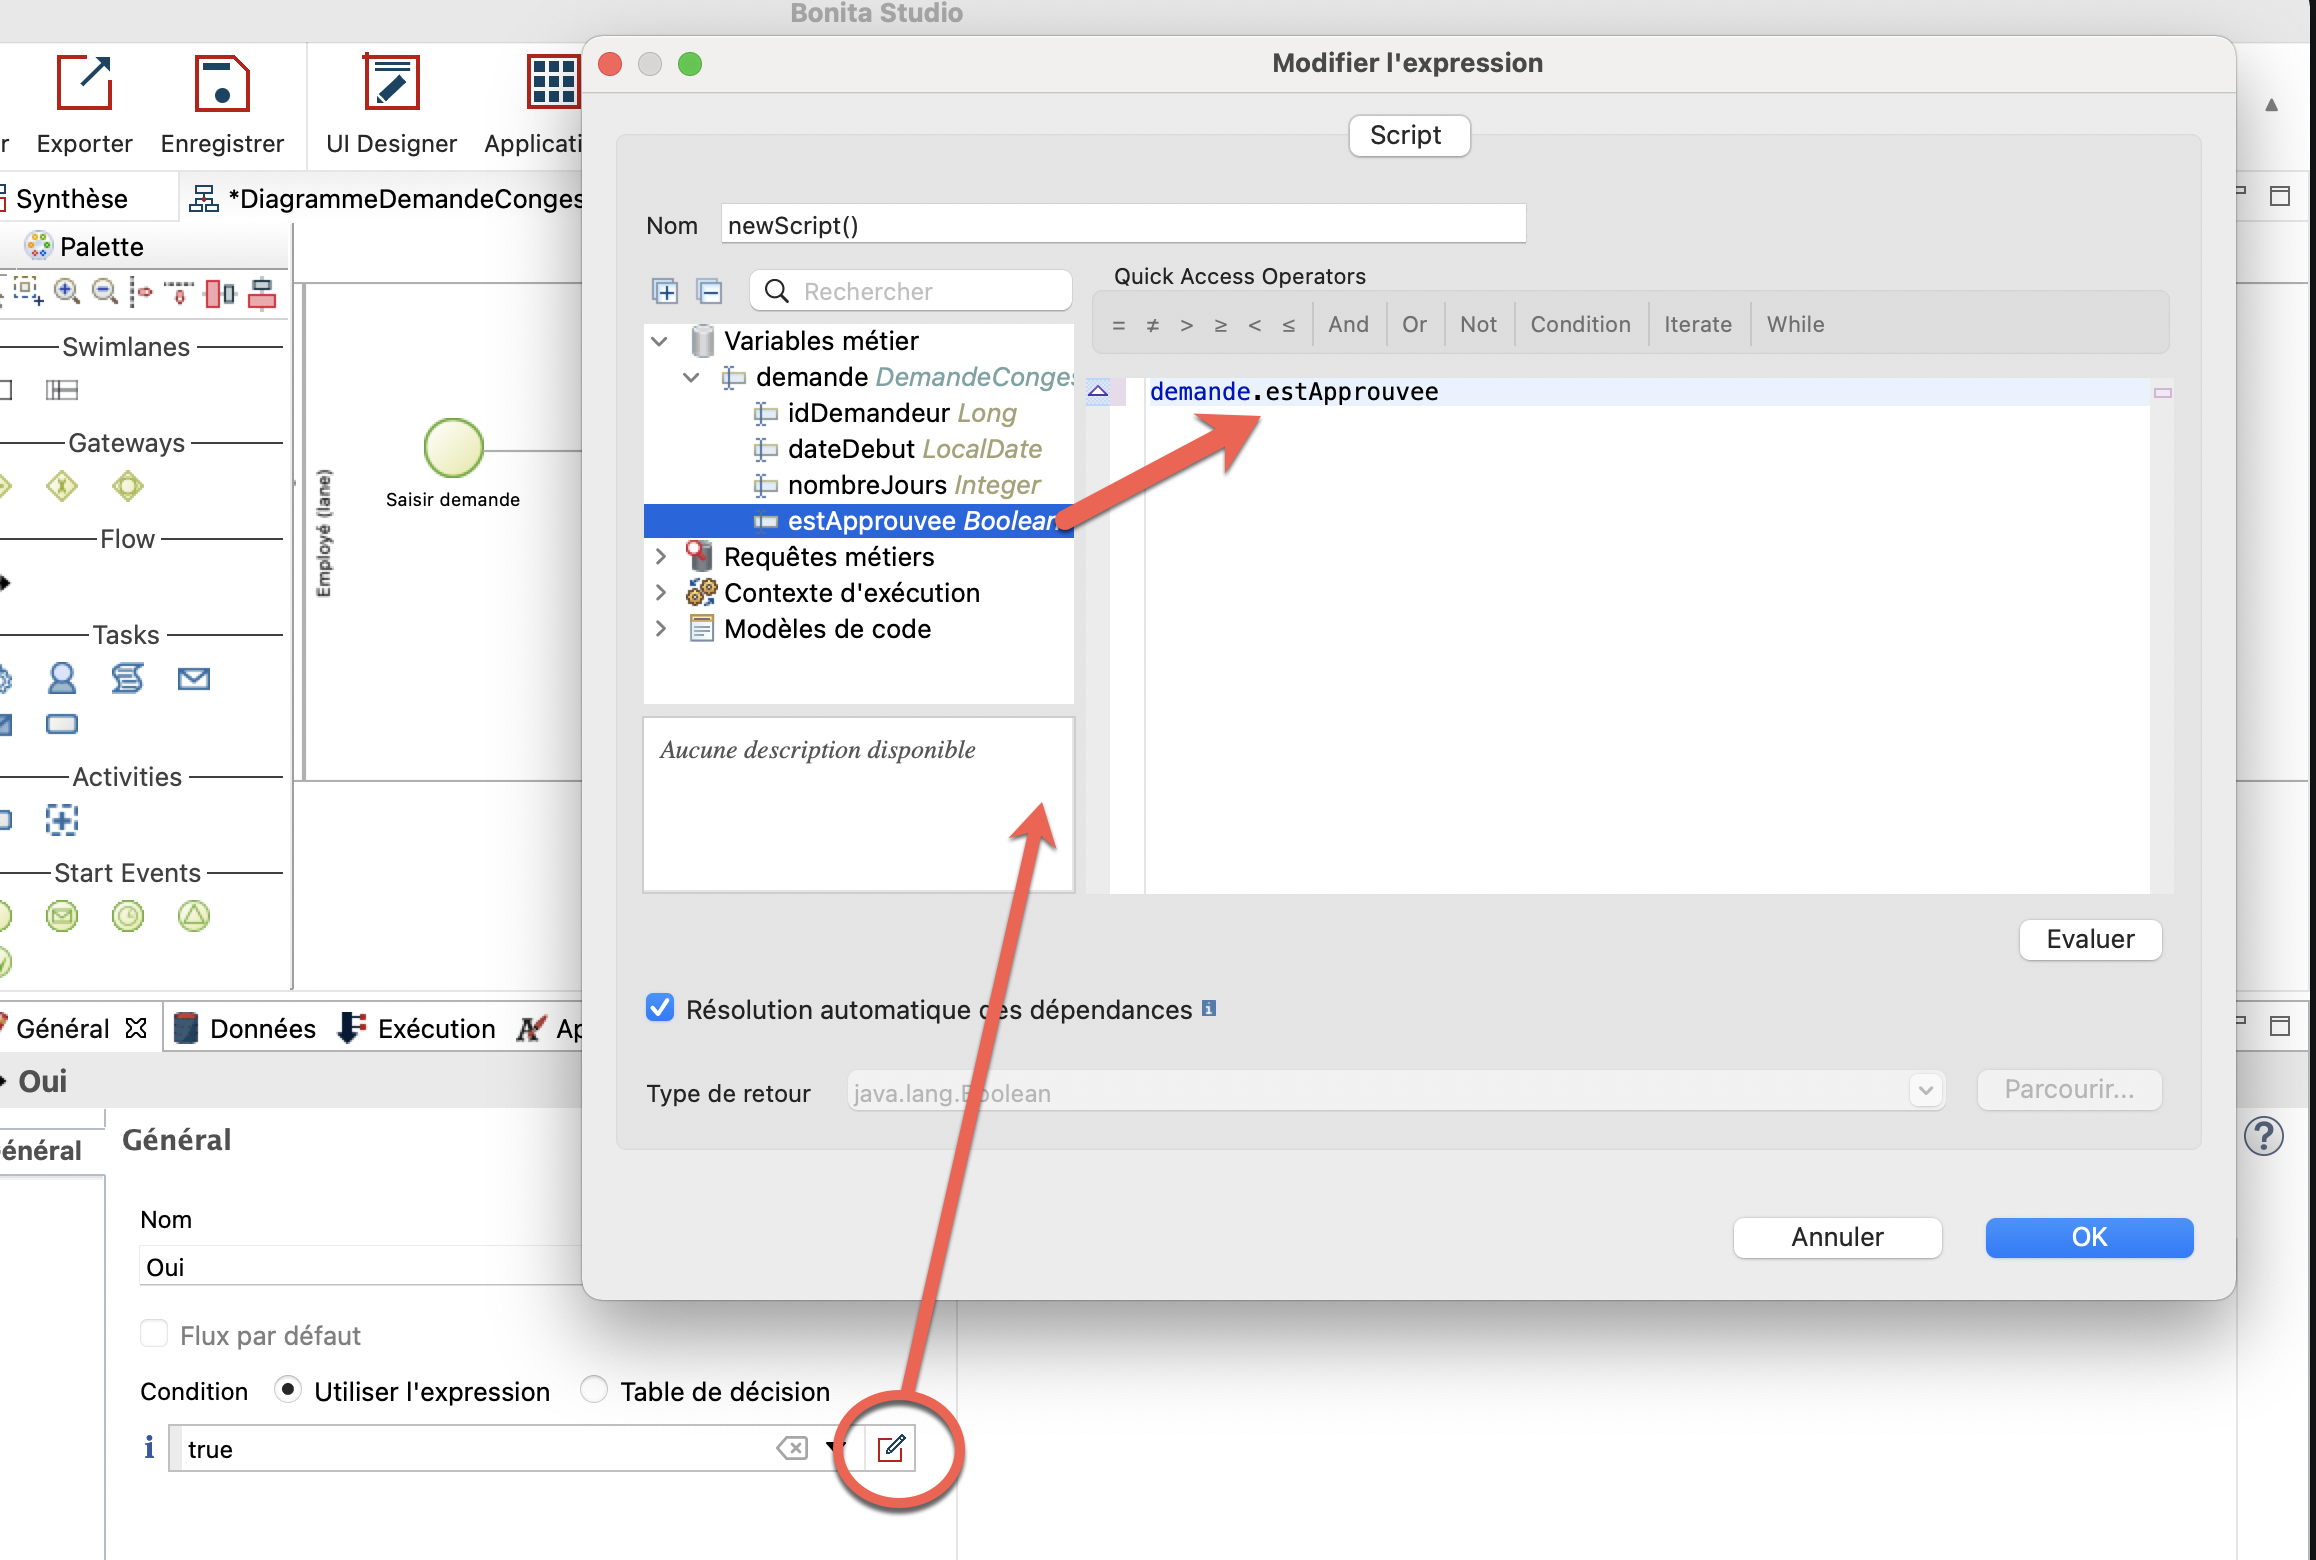 Bonita Studio
r Exporter Enregistrer UI Designer Applicati
Synthèse *DiagrammeDemandeConges
Palette
Swimlanes
Gateways
Flow
Tasks
Activities
Start Events
Employé (lane)
Saisir demande
Modifier l'expression
Script
Nom newScript()
Rechercher
Quick Access Operators
= ≠ > ≥ < ≤ And Or Not Condition Iterate While
Variables métier
demande DemandeConges
idDemandeur Long
dateDebut LocalDate
nombreJours Integer
estApprouvee Boolean
Requêtes métiers
Contexte d'exécution
Modèles de code
demande.estApprouvee
Aucune description disponible
Evaluer
Résolution automatique des dépendances
Type de retour java.lang.Boolean Parcourir...
Annuler OK
Général Données Exécution Ap
Oui
énéral
Général
Nom
Oui
Flux par défaut
Condition Utiliser l'expression Table de décision
true